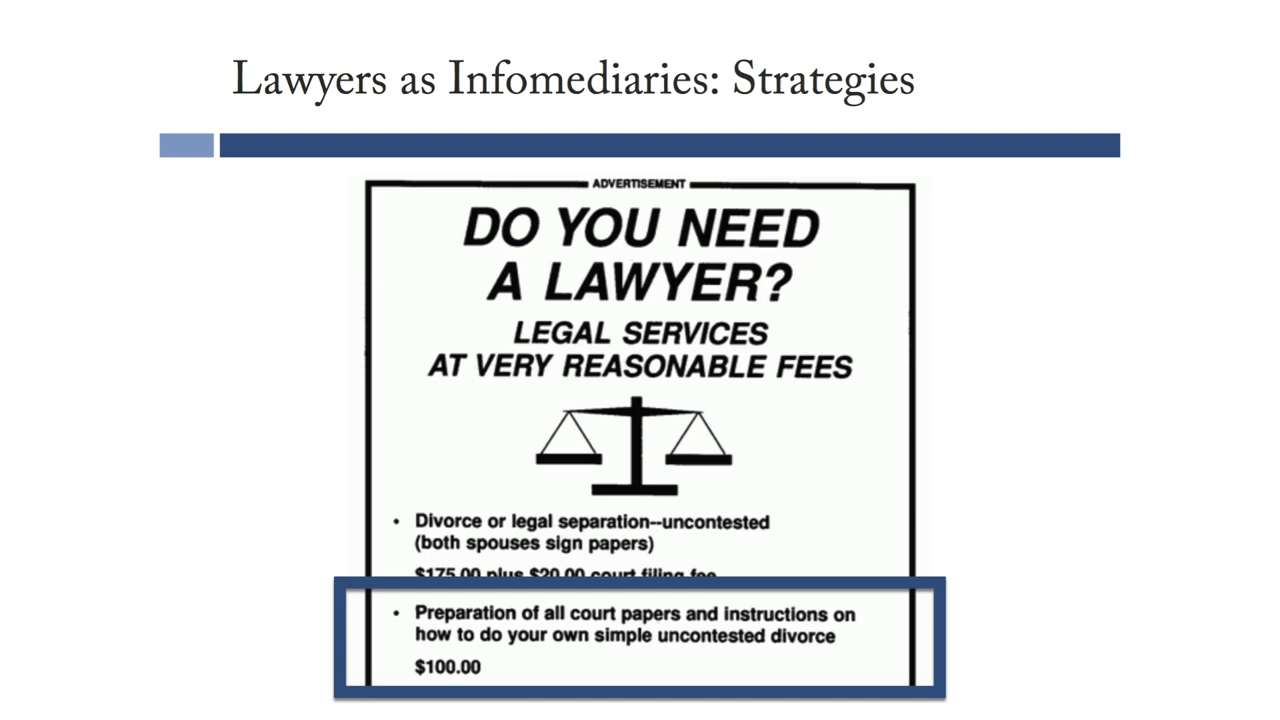 Lawyers as Infomediaries: Strategies
ADVERTISEMENT
DO YOU NEED
A LAWYER?
LEGAL SERVICES
AT VERY REASONABLE FEES
• Divorce or legal separation--uncontested
(both spouses sign papers)
$175.00 plus $20.00 court filing fee
• Preparation of all court papers and instructions on
how to do your own simple uncontested divorce
$100.00